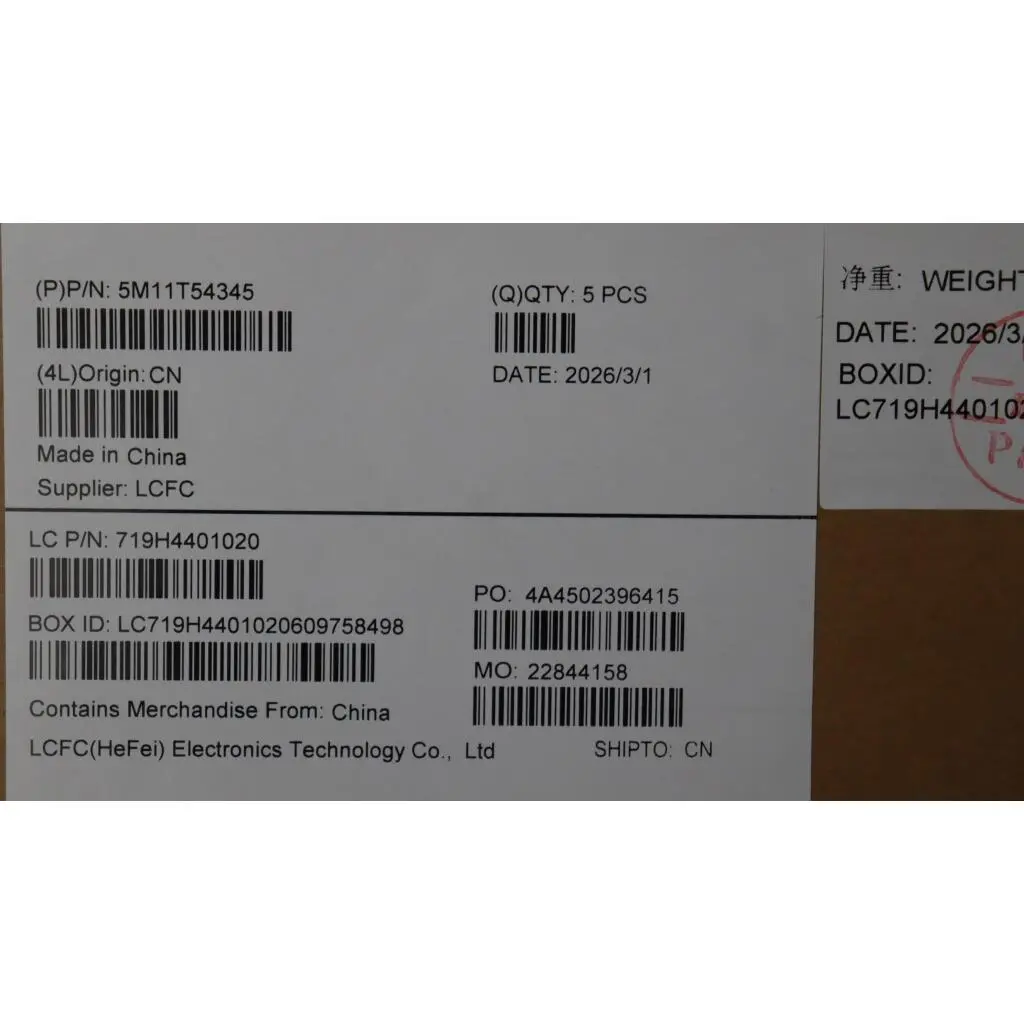 (P)P/N: 5M11T54345
(Q)QTY: 5 PCS
(4L)Origin: CN
DATE: 2026/3/1
Made in China
Supplier: LCFC
LC P/N: 719H4401020
PO: 4A4502396415
BOX ID: LC719H4401020609758498
MO: 22844158
Contains Merchandise From: China
LCFC(HeFei) Electronics Technology Co., Ltd
SHIPTO: CN
净重: WEIGHT
DATE: 2026/3/
BOXID:
LC719H440102